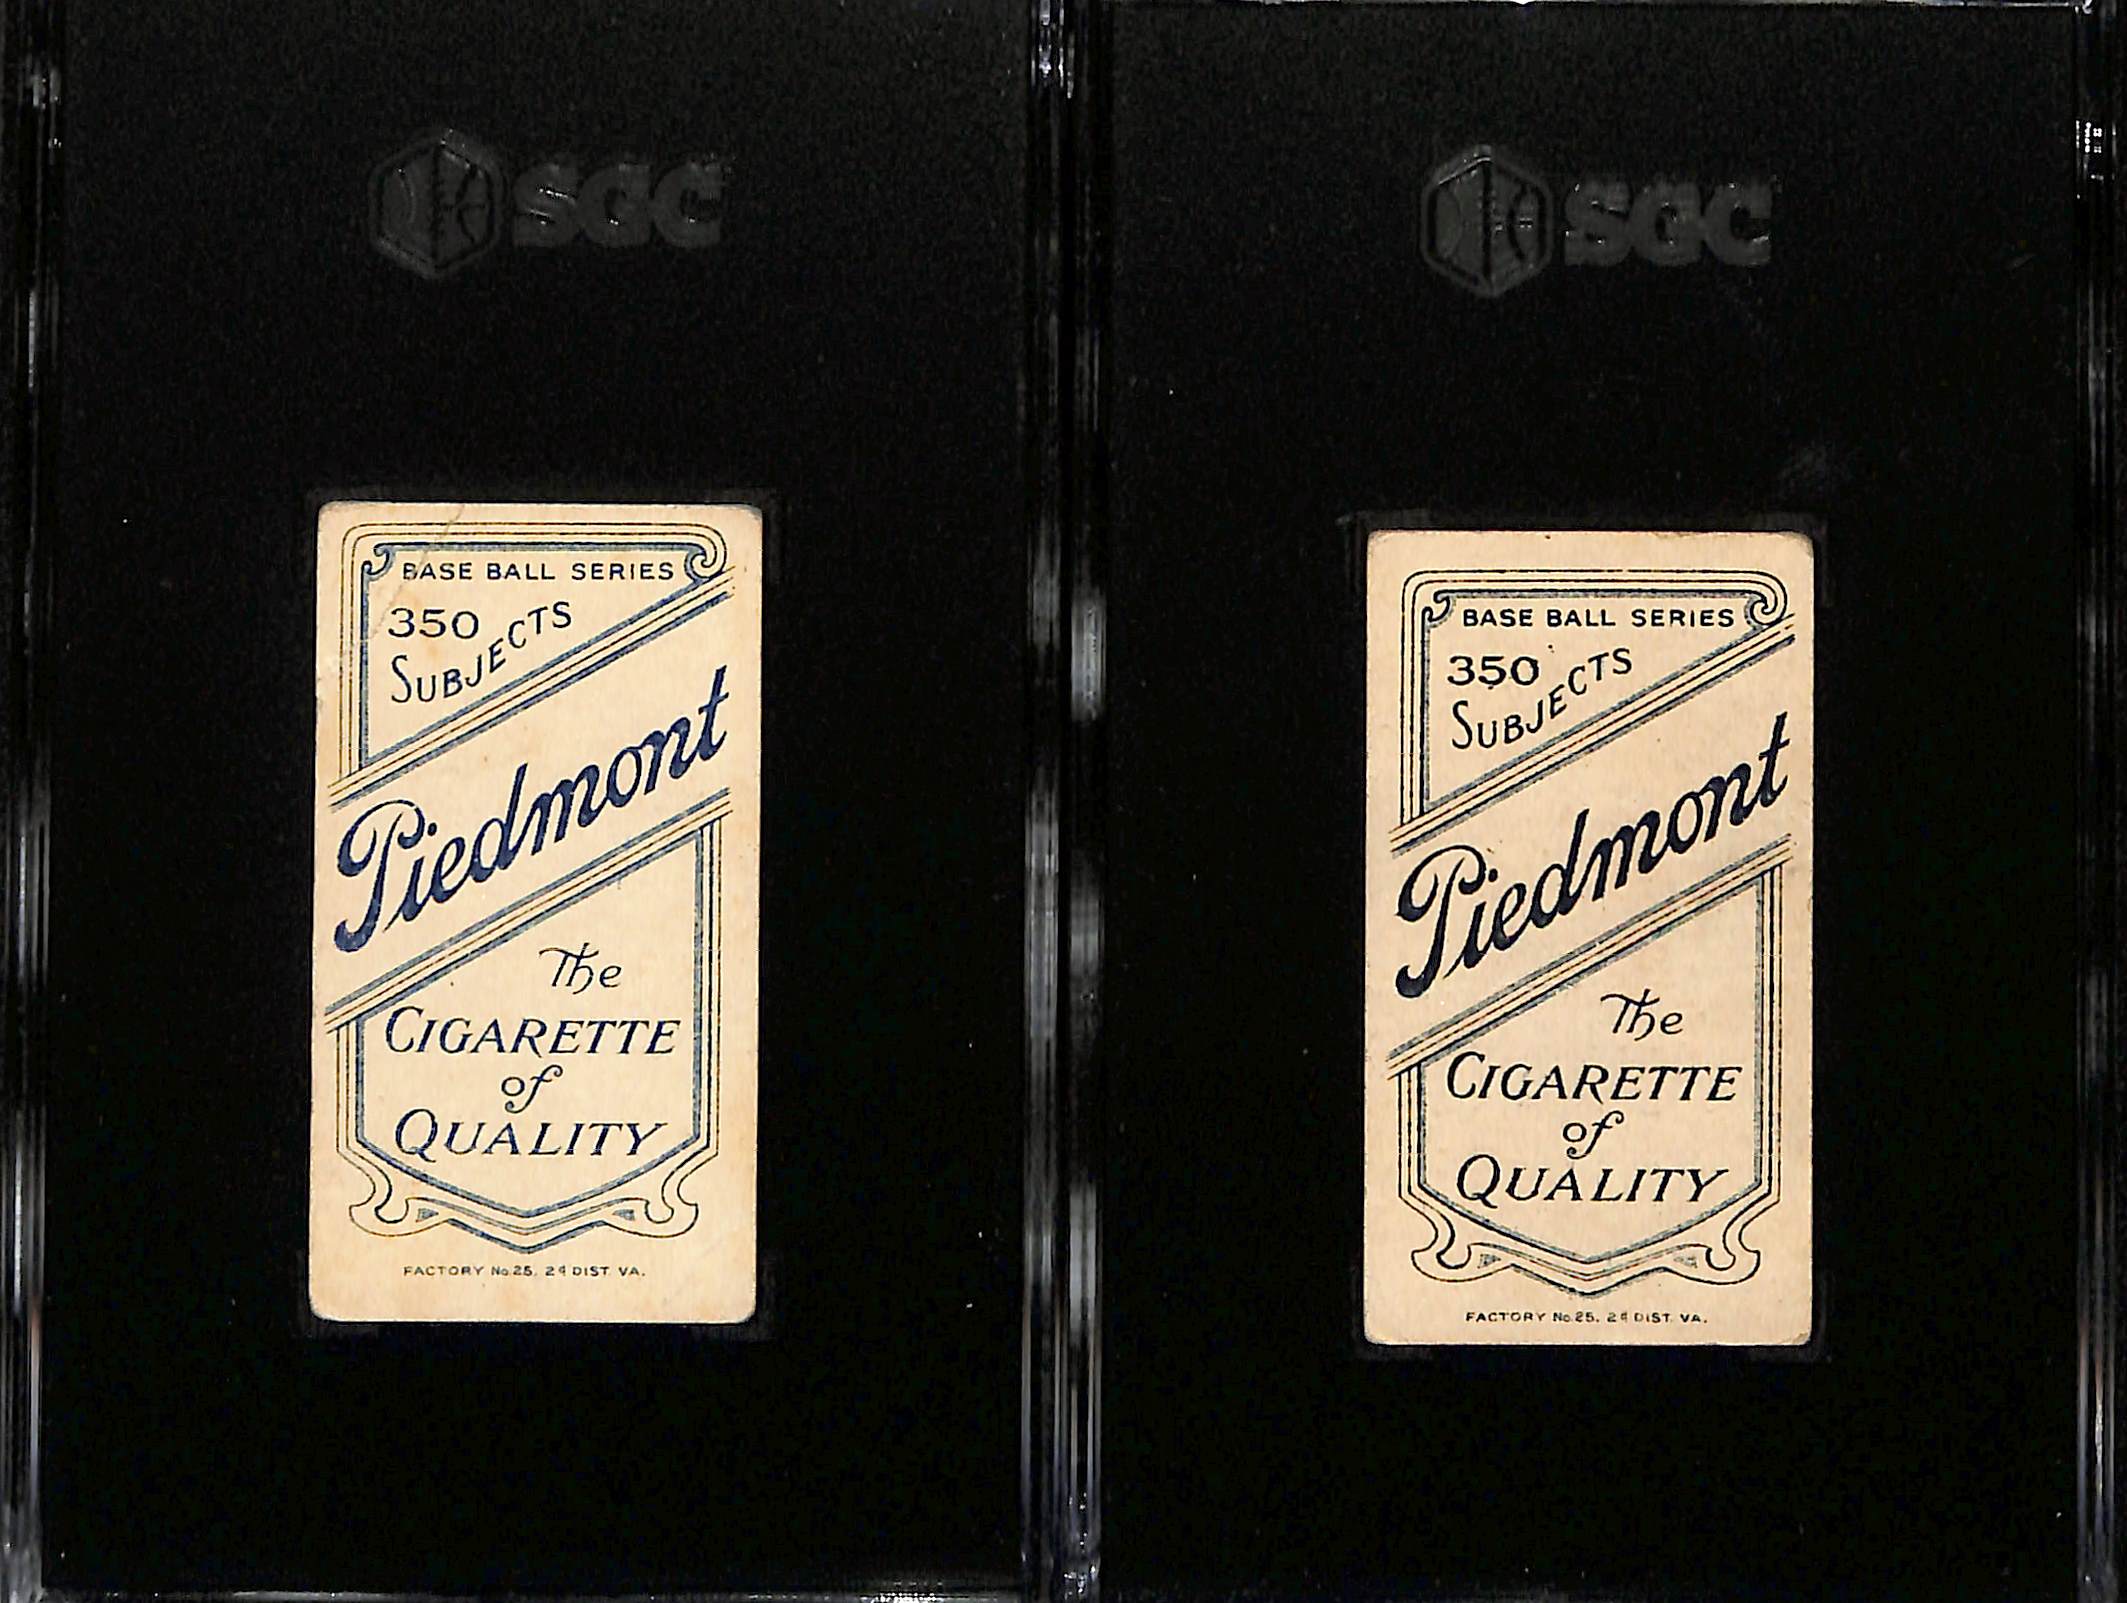 SGC
BASE BALL SERIES
350
SUBJECTS
Piedmont
The
CIGARETTE
of
QUALITY
FACTORY No. 25, 2d DIST. VA.
SGC
BASE BALL SERIES
350
SUBJECTS
Piedmont
The
CIGARETTE
of
QUALITY
FACTORY No. 25, 2d DIST. VA.